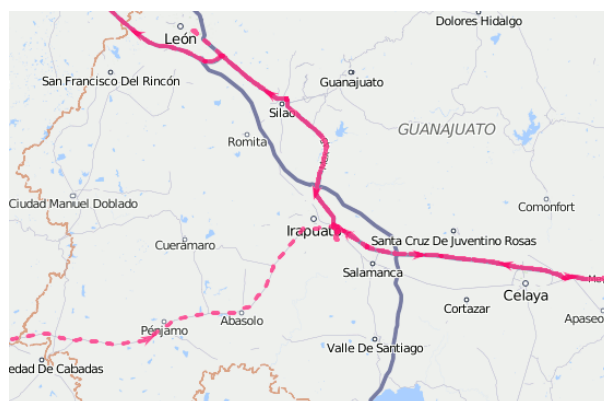 Dolores Hidalgo
León
San Francisco Del Rincón
Guanajuato
Silao
GUANAJUATO
Romita
Ciudad Manuel Doblado
Comonfort
Irapuato
Santa Cruz De Juventino Rosas
Cuerámaro
Salamanca
Celaya
Cortazar
Abasolo
Apaseo
Pénjamo
Valle De Santiago
edad De Cabadas